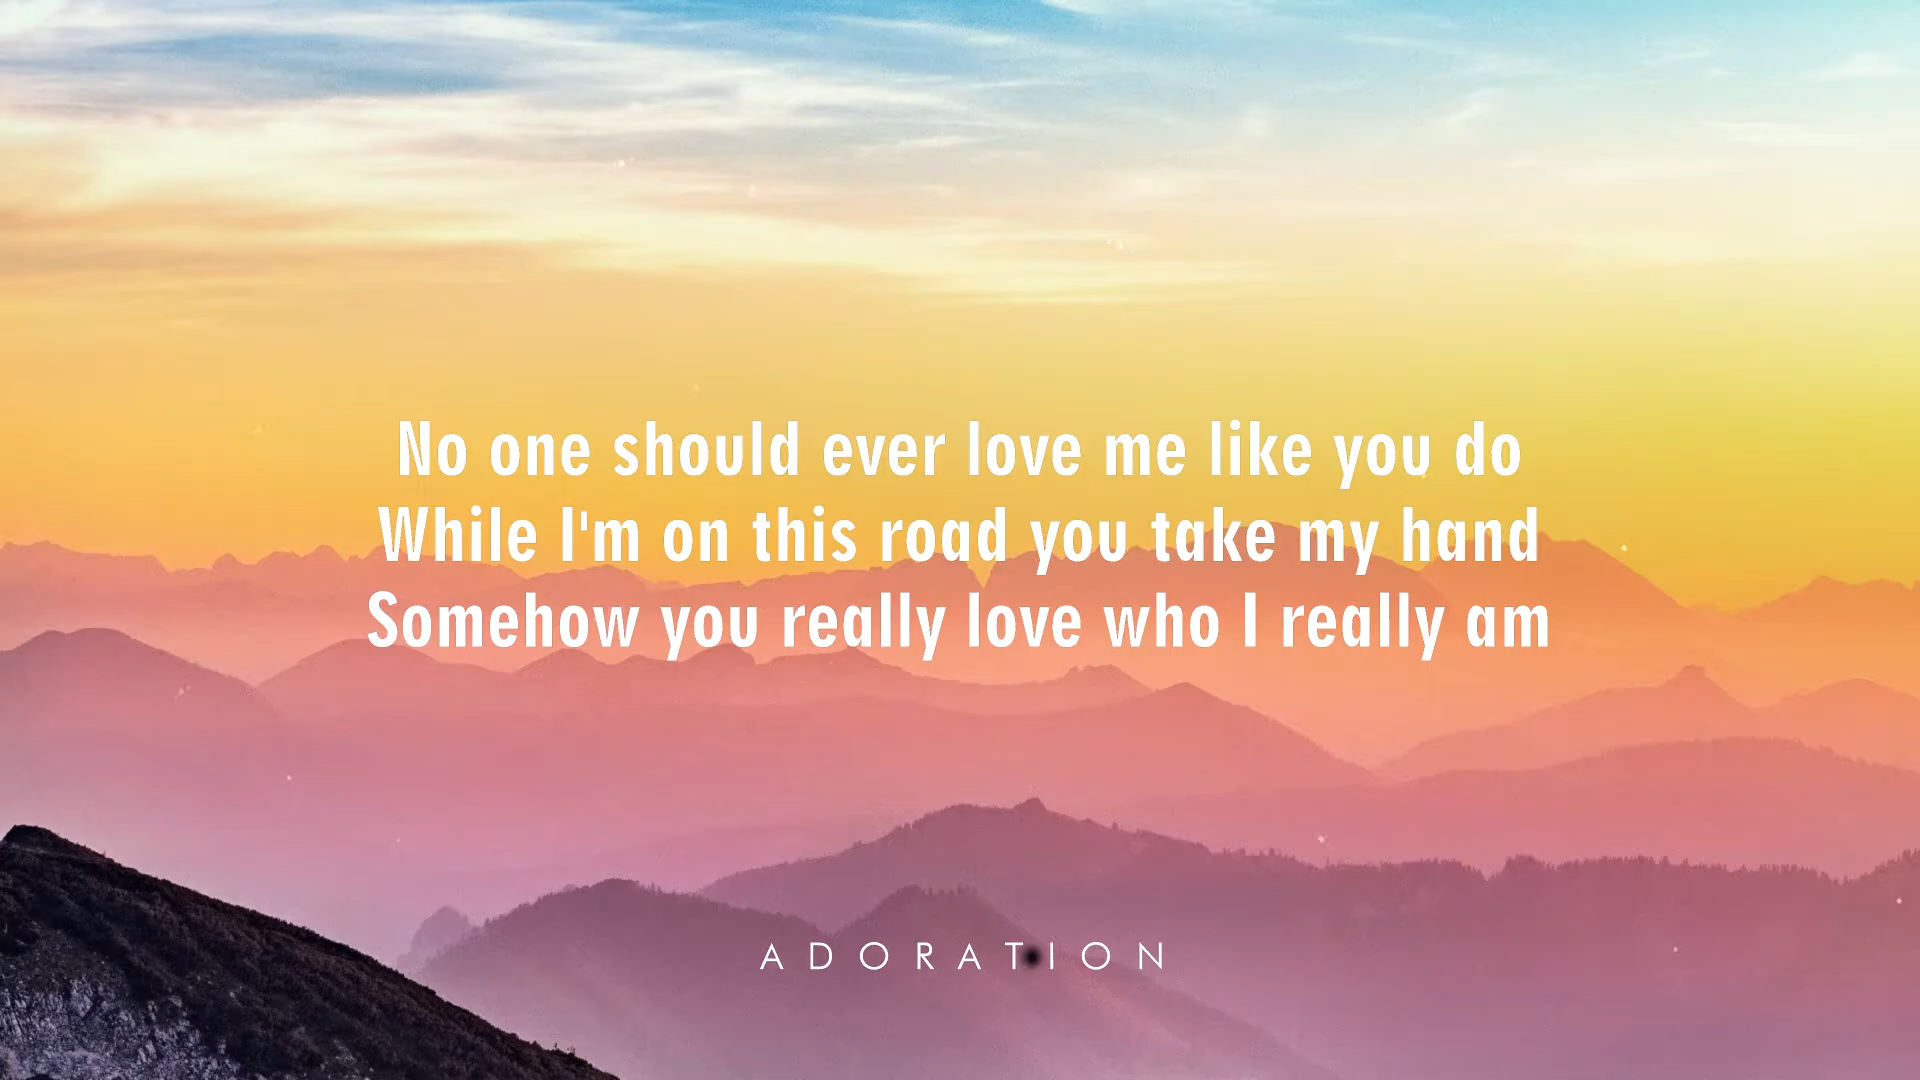 No one should ever love me like you do
While I'm on this road you take my hand
Somehow you really love who I really am
ADORATION